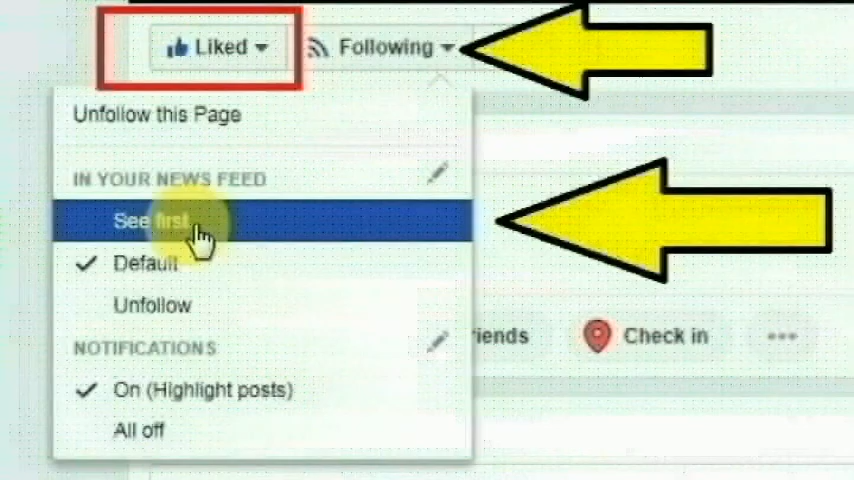 Liked Following
Unfollow this Page
IN YOUR NEWS FEED
See first
Default
Unfollow
riends Check in
NOTIFICATIONS
On (Highlight posts)
All off